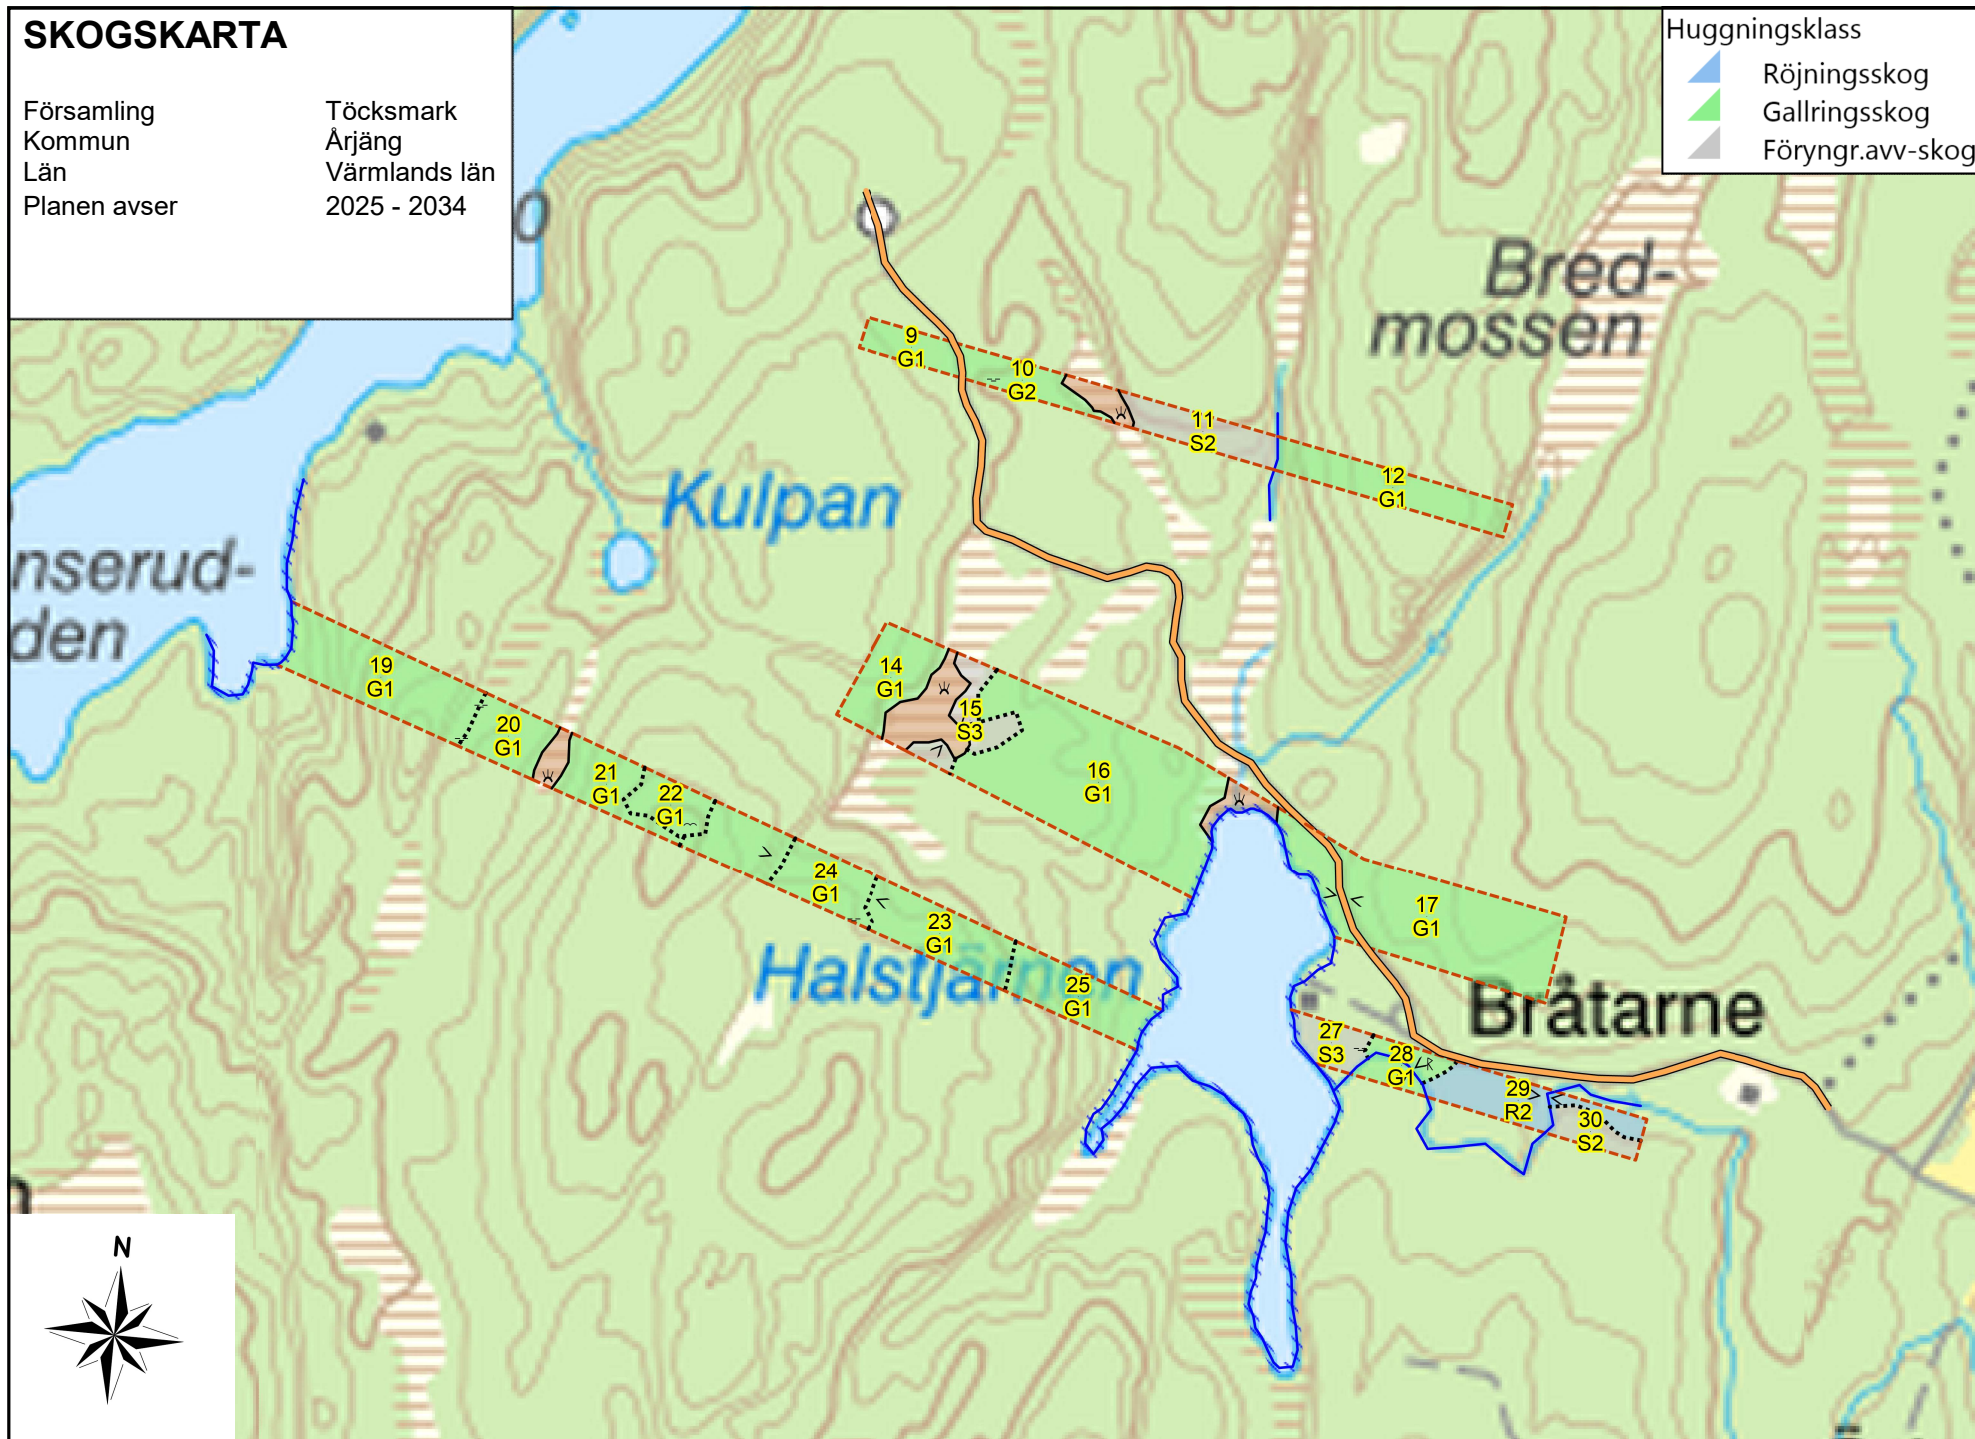 SKOGSKARTA
Församling Töcksmark
Kommun Årjäng
Län Värmlands län
Planen avser 2025 - 2034
Huggningsklass
Röjningsskog
Gallringsskog
Föryngr.avv-skog
Bred-
mossen
9
G1
10
G2
11
S2
12
G1
Kulpan
nserud-
den
14
G1
15
S3
16
G1
17
G1
19
G1
20
G1
21
G1
22
G1
24
G1
23
G1
25
G1
Halstjärnen
Bråtarne
27
S3
28
G1
29
R2
30
S2
N